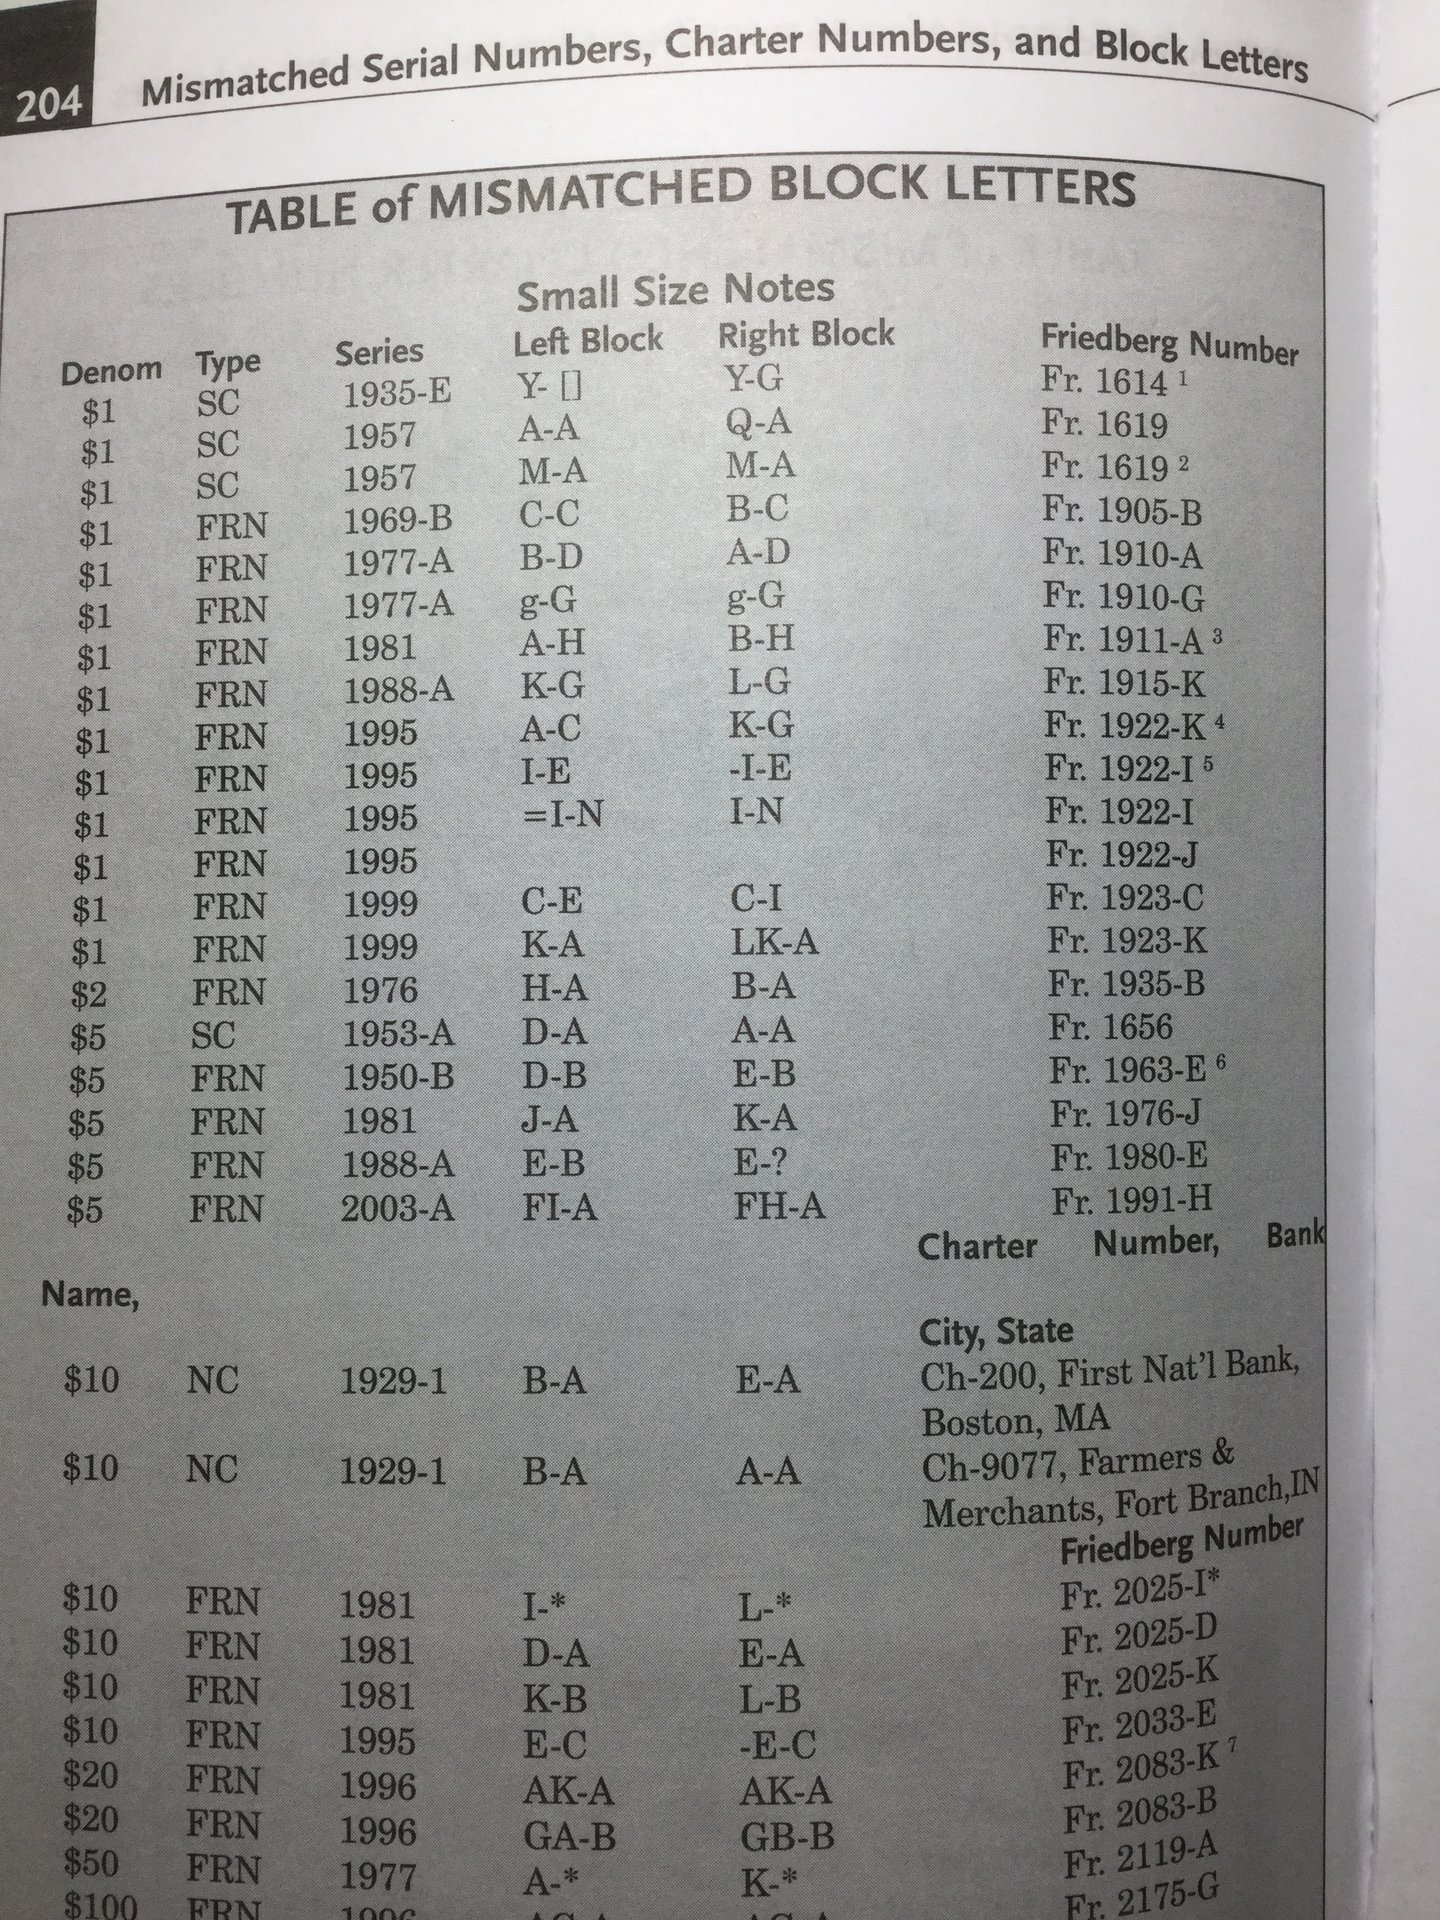 204 Mismatched Serial Numbers, Charter Numbers, and Block Letters
TABLE of MISMATCHED BLOCK LETTERS
Small Size Notes
Denom Type Series Left Block Right Block Friedberg Number
$1 SC 1935-E Y- [] Y-G Fr. 1614 ¹
$1 SC 1957 A-A Q-A Fr. 1619
$1 SC 1957 M-A M-A Fr. 1619 ²
$1 FRN 1969-B C-C B-C Fr. 1905-B
$1 FRN 1977-A B-D A-D Fr. 1910-A
$1 FRN 1977-A g-G g-G Fr. 1910-G
$1 FRN 1981 A-H B-H Fr. 1911-A ³
$1 FRN 1988-A K-G L-G Fr. 1915-K
$1 FRN 1995 A-C K-G Fr. 1922-K ⁴
$1 FRN 1995 I-E -I-E Fr. 1922-I ⁵
$1 FRN 1995 =I-N I-N Fr. 1922-I
$1 FRN 1995 Fr. 1922-J
$1 FRN 1999 C-E C-I Fr. 1923-C
$1 FRN 1999 K-A LK-A Fr. 1923-K
$2 FRN 1976 H-A B-A Fr. 1935-B
$5 SC 1953-A D-A A-A Fr. 1656
$5 FRN 1950-B D-B E-B Fr. 1963-E ⁶
$5 FRN 1981 J-A K-A Fr. 1976-J
$5 FRN 1988-A E-B E-? Fr. 1980-E
$5 FRN 2003-A FI-A FH-A Fr. 1991-H
Charter Number, Bank
Name,
City, State
$10 NC 1929-1 B-A E-A Ch-200, First Nat'l Bank,
Boston, MA
$10 NC 1929-1 B-A A-A Ch-9077, Farmers &
Merchants, Fort Branch,IN
Friedberg Number
$10 FRN 1981 I-* L-* Fr. 2025-I*
$10 FRN 1981 D-A E-A Fr. 2025-D
$10 FRN 1981 K-B L-B Fr. 2025-K
$10 FRN 1995 E-C -E-C Fr. 2033-E
$20 FRN 1996 AK-A AK-A Fr. 2083-K ⁷
$20 FRN 1996 GA-B GB-B Fr. 2083-B
$50 FRN 1977 A-* K-* Fr. 2119-A
$100 FRN 1996 Fr. 2175-G